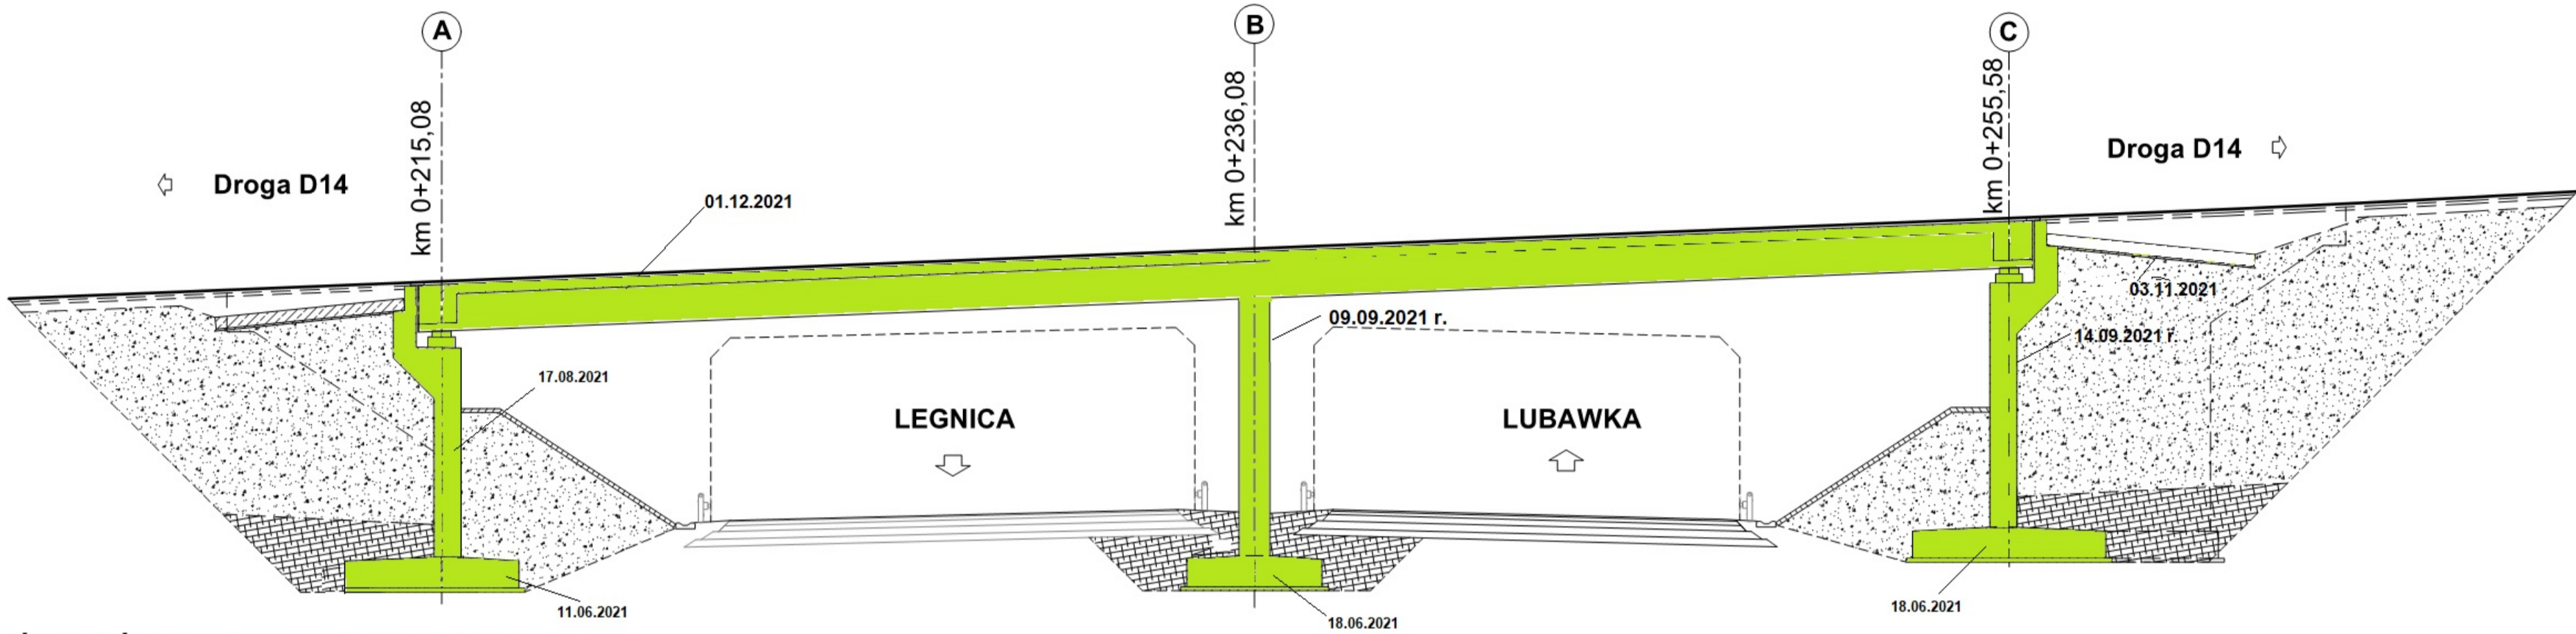 A
B
C
km 0+215,08
km 0+236,08
km 0+255,58
Droga D14
Droga D14
01.12.2021
03.11.2021
09.09.2021 r.
14.09.2021 r.
17.08.2021
LEGNICA
LUBAWKA
11.06.2021
18.06.2021
18.06.2021